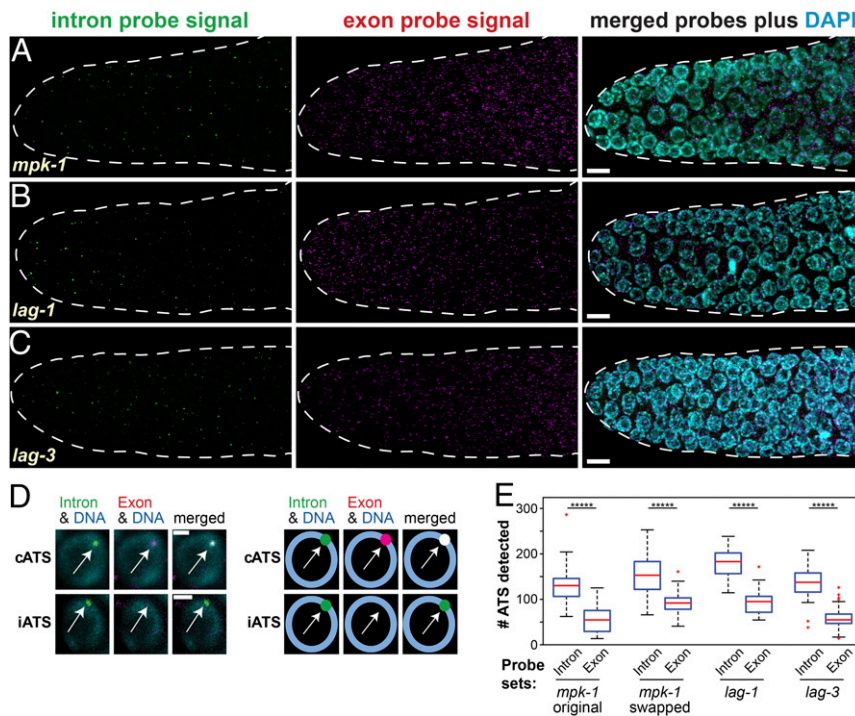 intron probe signal exon probe signal merged probes plus DAPI
A
mpk-1
B
lag-1
C
lag-3
D
Intron Exon
& DNA & DNA merged
cATS
iATS
Intron Exon
& DNA & DNA merged
cATS
iATS
E
# ATS detected
300
200
100
0
***** ***** ***** *****
Intron Exon Intron Exon Intron Exon Intron Exon
Probe
sets:
mpk-1 mpk-1 lag-1 lag-3
original swapped